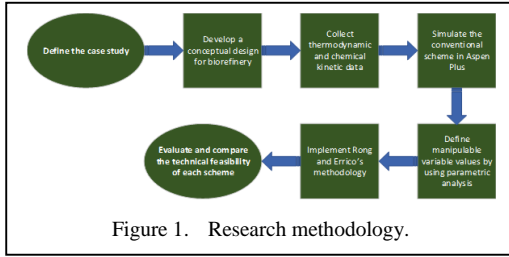 Define the case study
Develop a
conceptual design
for biorefinery
Collect
thermodynamic
and chemical
kinetic data
Simulate the
conventional
scheme in Aspen
Plus
Define
manipulable
variable values by
using parametric
analysis
Implement Rong
and Errico's
methodology
Evaluate and compare
the technical feasibility
of each scheme
Figure 1. Research methodology.